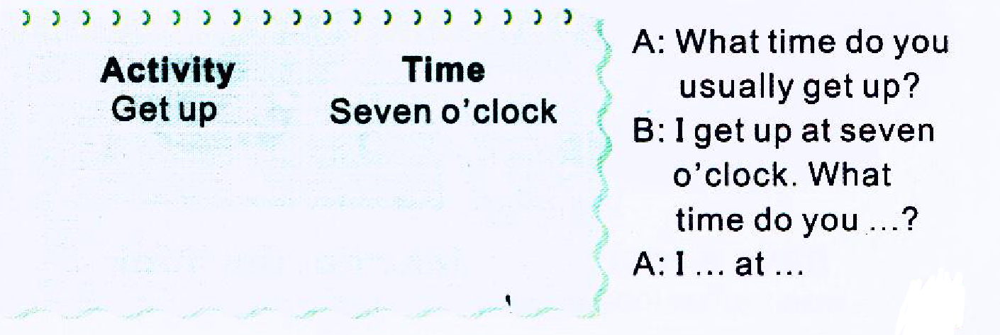 Activity Time
Get up Seven o'clock
A: What time do you
usually get up?
B: I get up at seven
o'clock. What
time do you ...?
A: I ... at ...